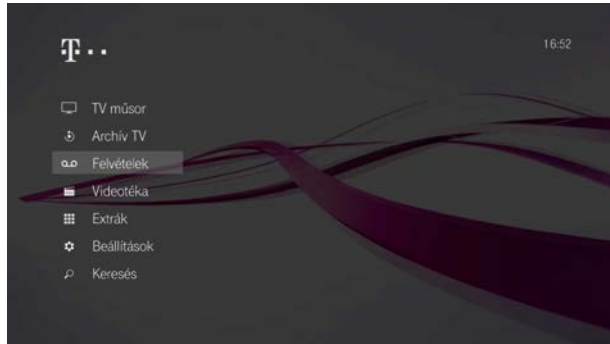 T
16:52
TV műsor
Archív TV
Felvételek
Videotéka
Extrák
Beállítások
Keresés